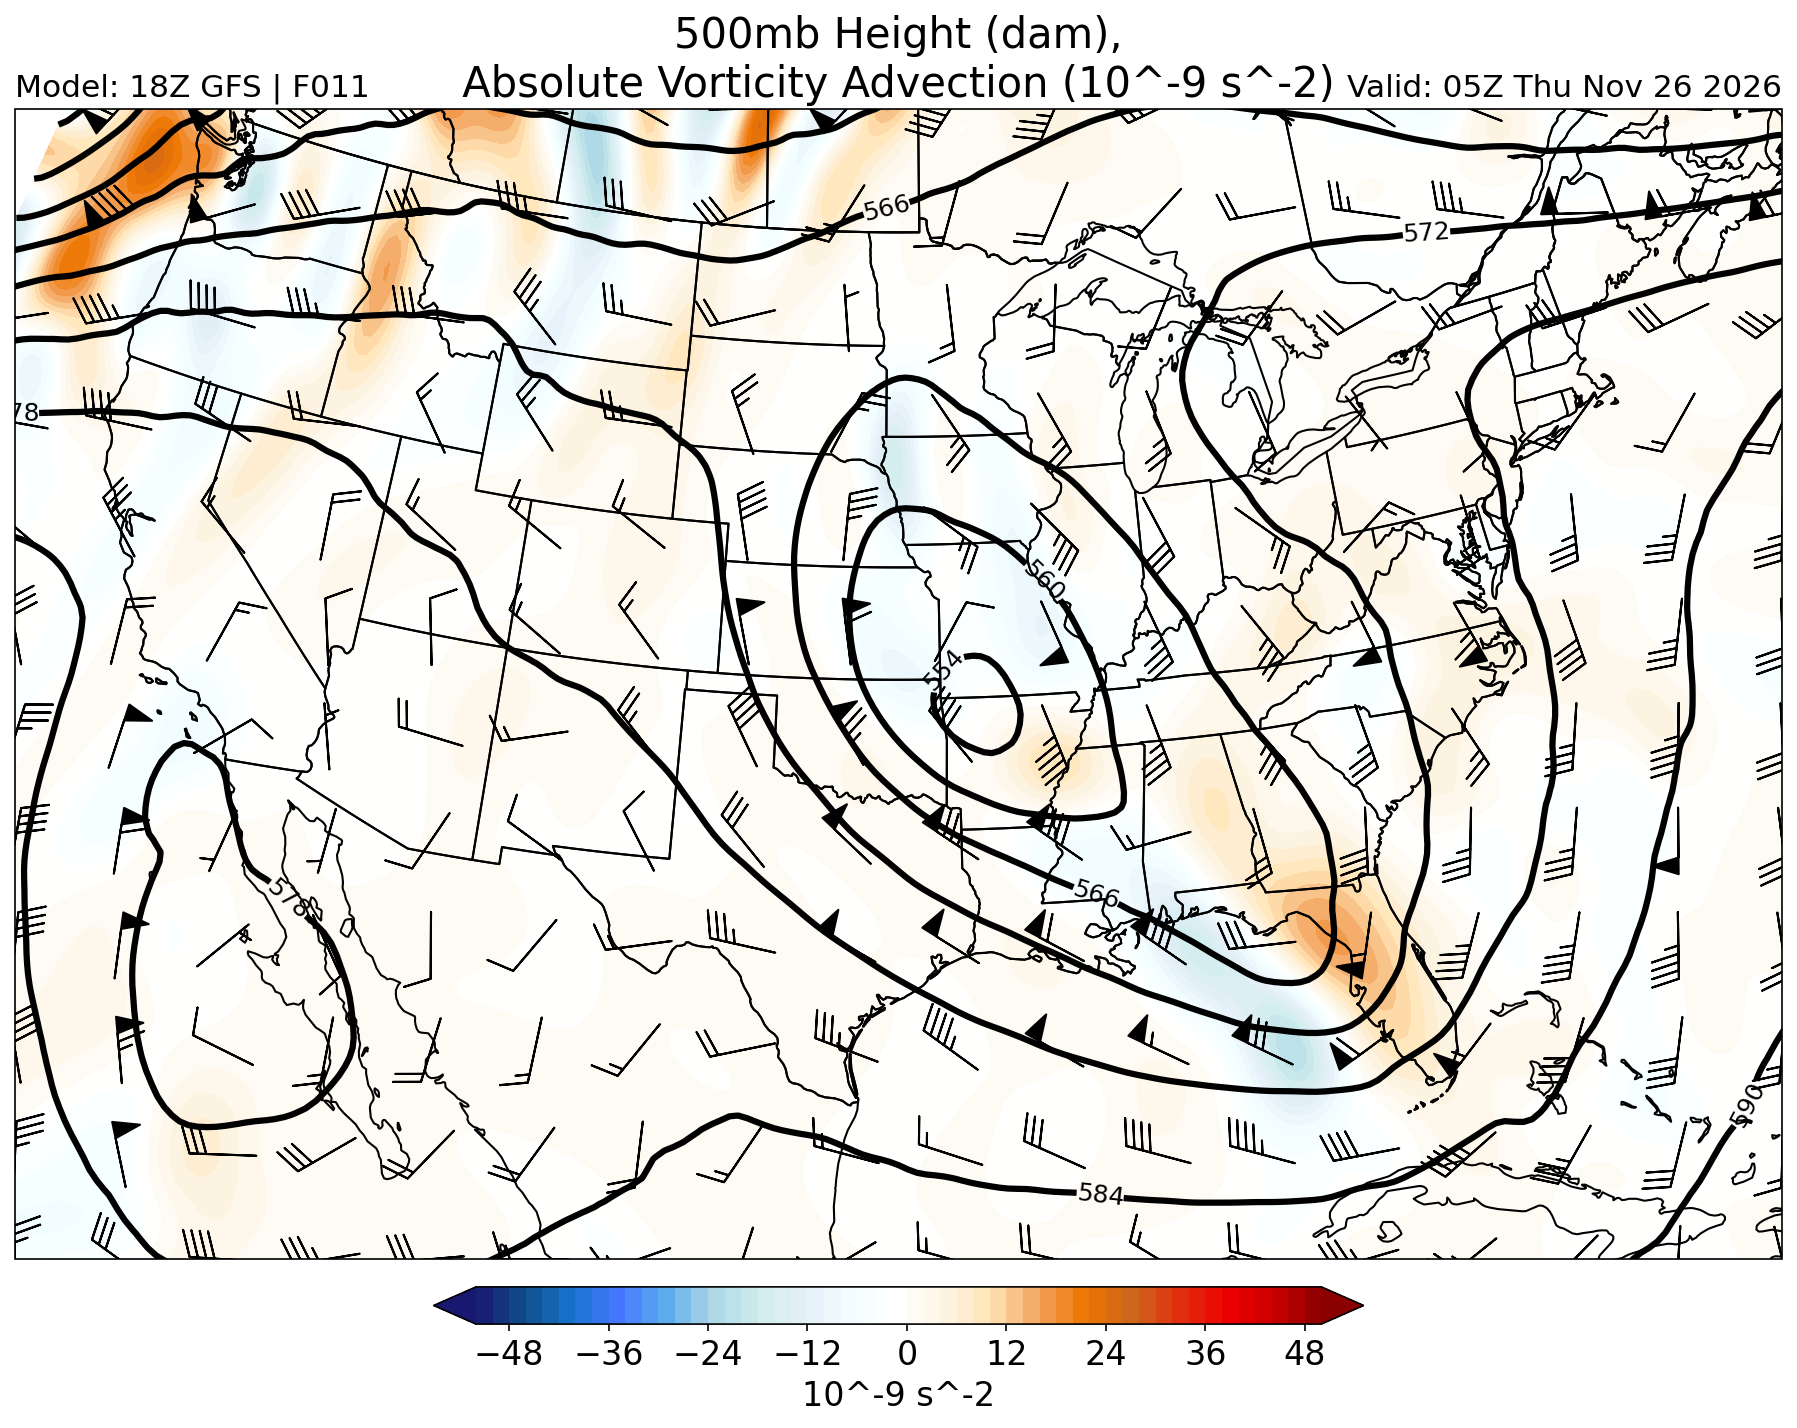 500mb Height (dam),
Model: 18Z GFS | F011
Absolute Vorticity Advection (10^-9 s^-2)
Valid: 05Z Thu Nov 26 2026
566
572
78
560
554
578
566
590
584
−48 −36 −24 −12 0 12 24 36 48
10^-9 s^-2